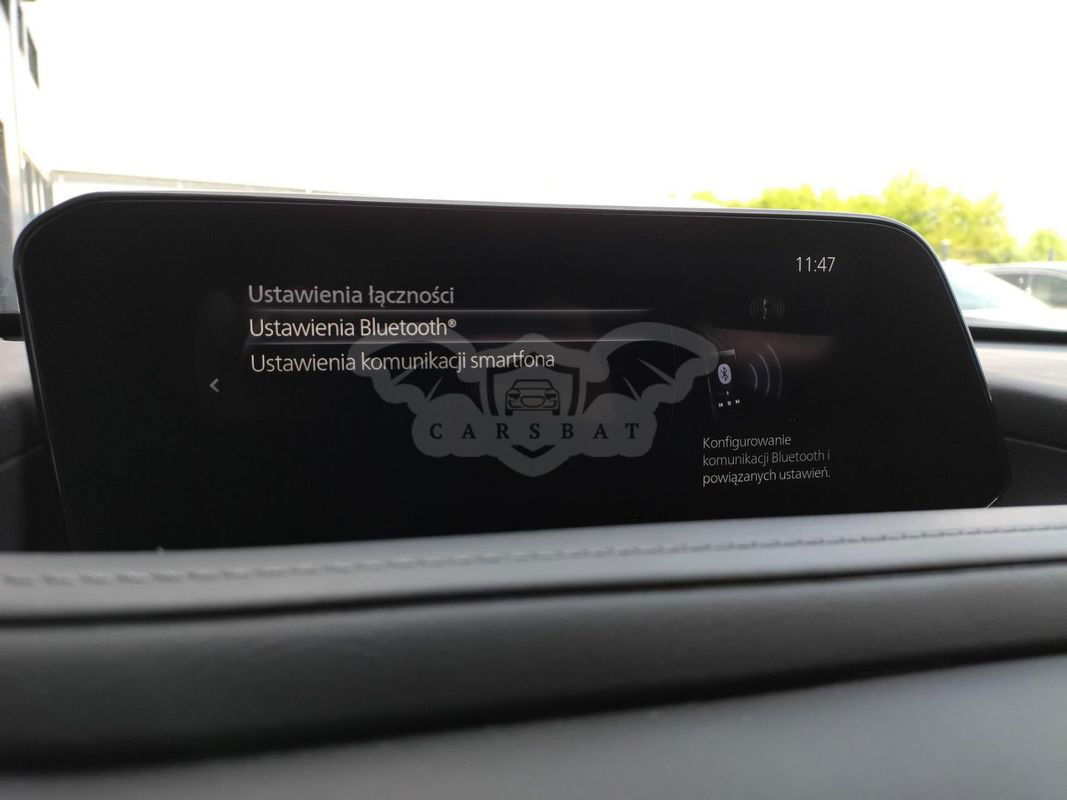 11:47
Ustawienia łączności
Ustawienia Bluetooth®
Ustawienia komunikacji smartfona
CARSBAT
Konfigurowanie
komunikacji Bluetooth i
powiązanych ustawień.